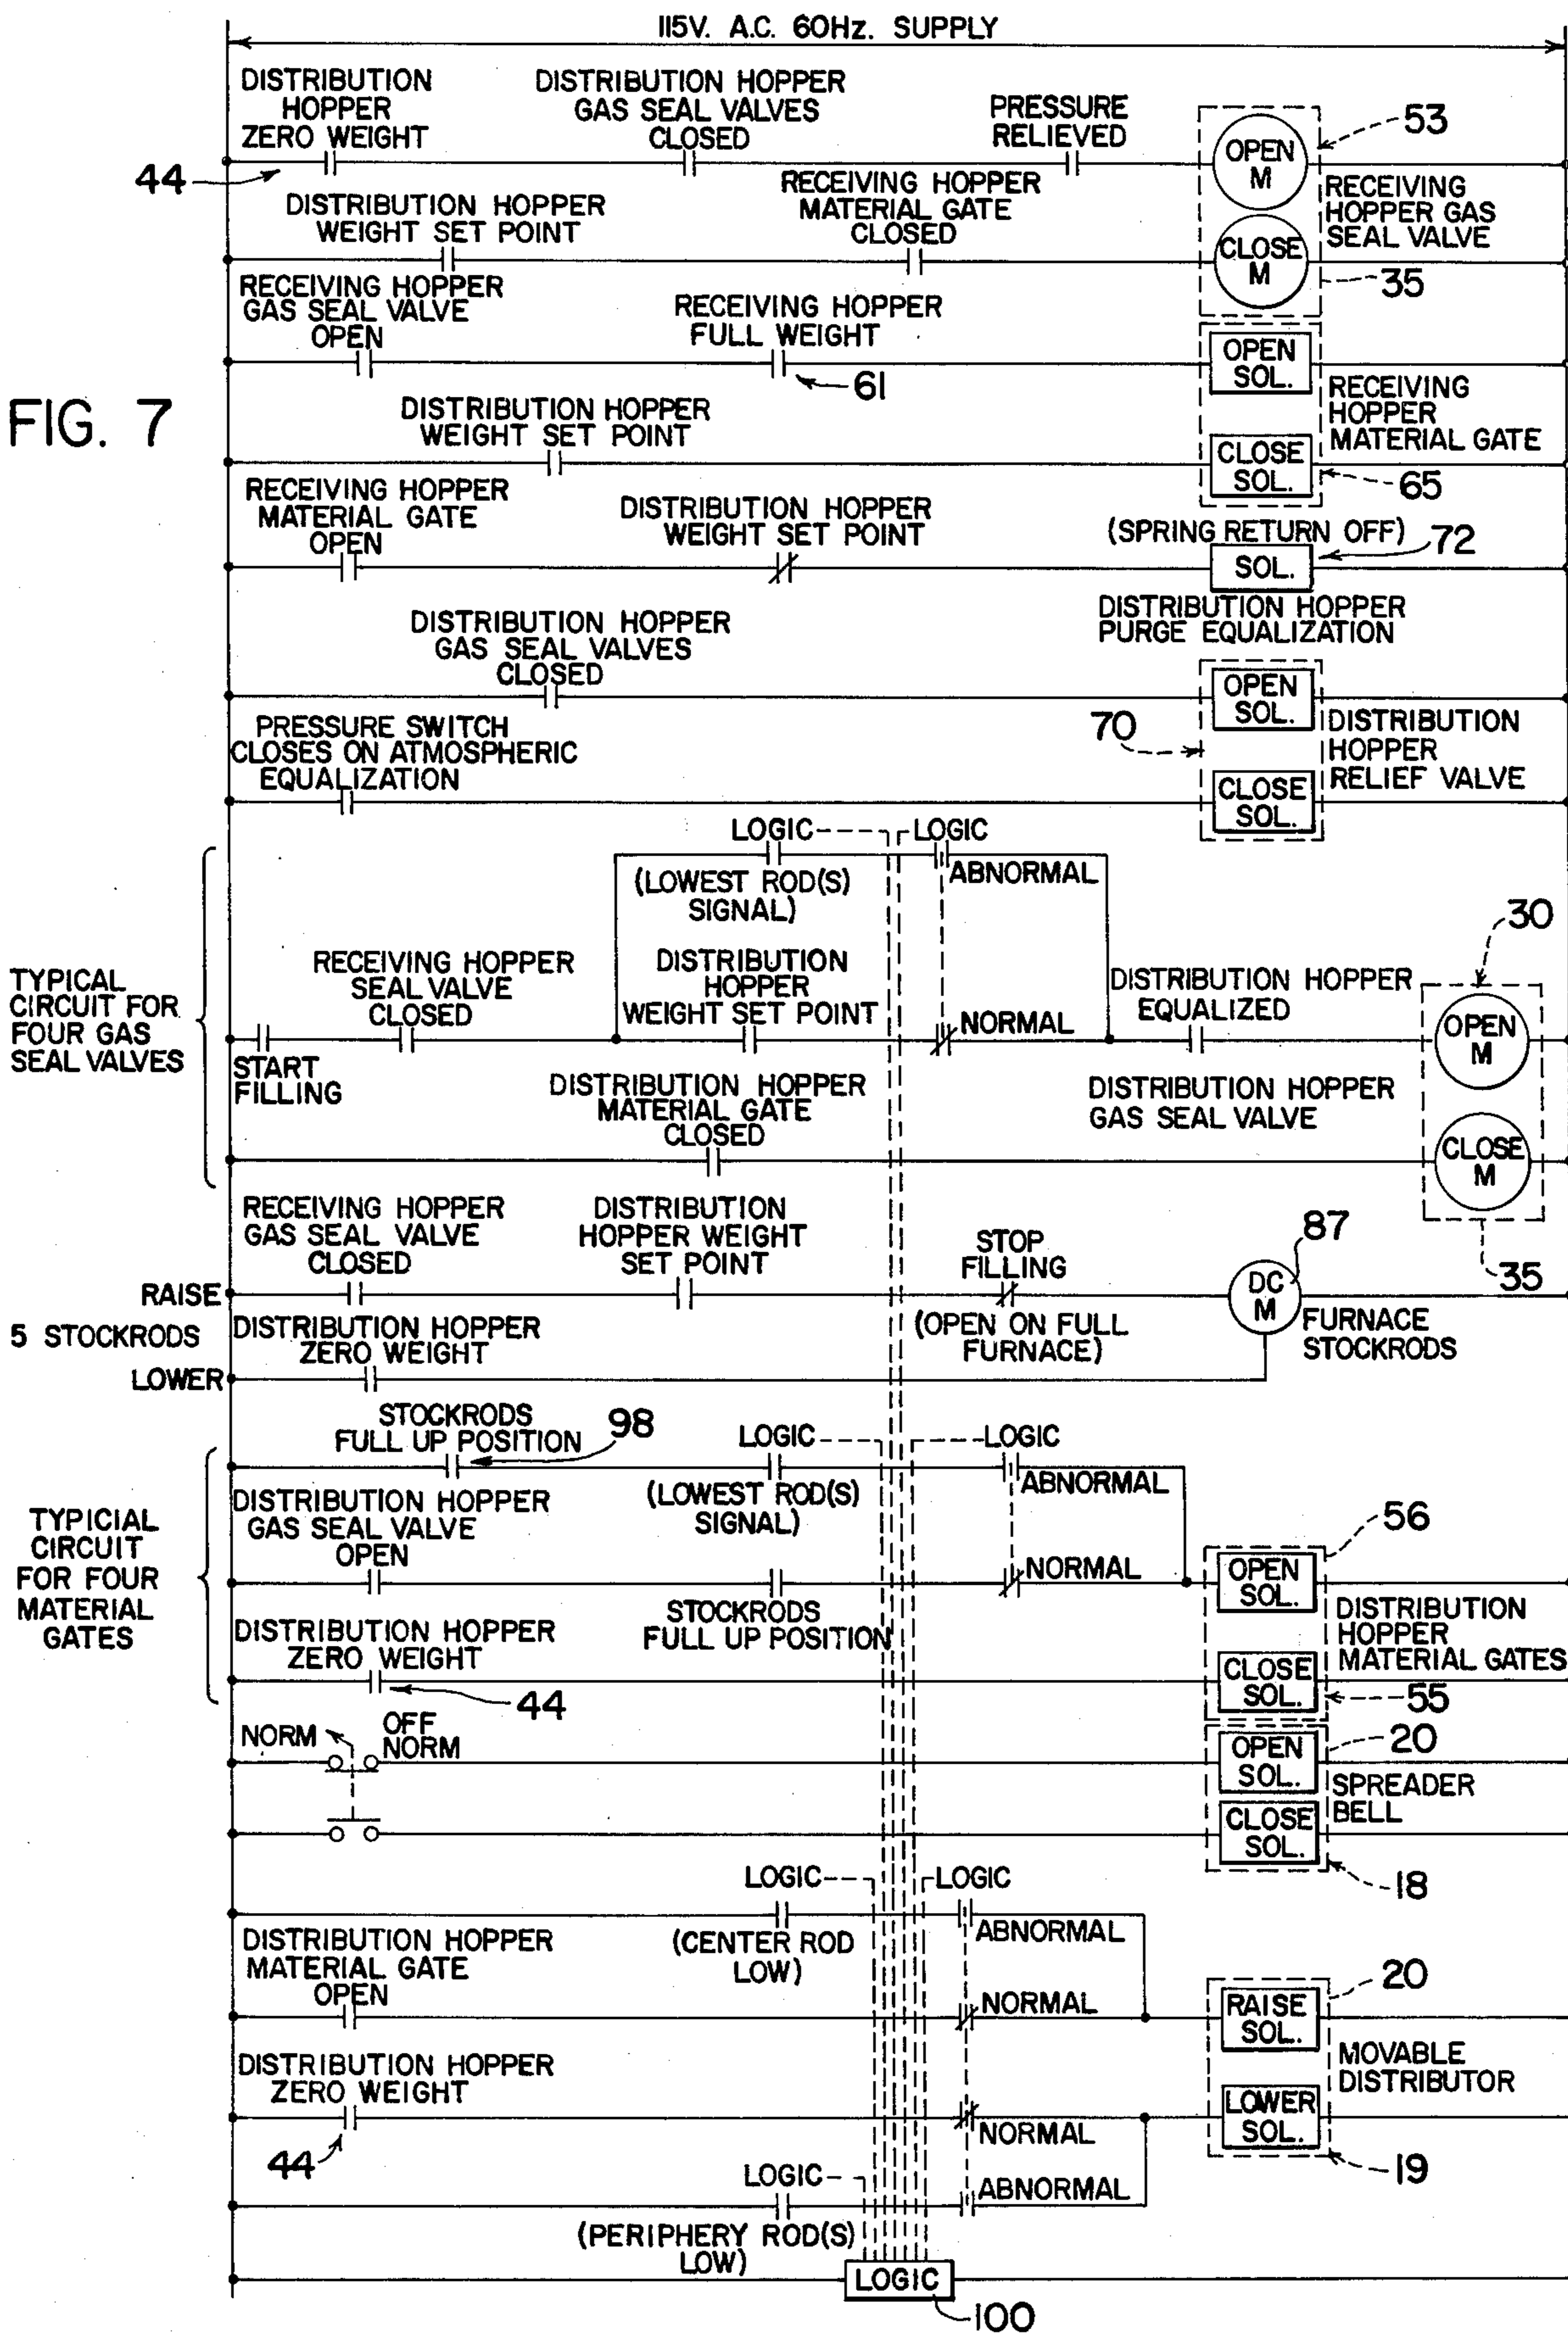 115V. A.C. 60Hz. SUPPLY
DISTRIBUTION
HOPPER
ZERO WEIGHT
DISTRIBUTION HOPPER
GAS SEAL VALVES
CLOSED
PRESSURE
RELIEVED
OPEN
M
53
44
DISTRIBUTION HOPPER
WEIGHT SET POINT
RECEIVING HOPPER
MATERIAL GATE
CLOSED
RECEIVING
HOPPER GAS
SEAL VALVE
CLOSE
M
35
RECEIVING HOPPER
GAS SEAL VALVE
OPEN
RECEIVING HOPPER
FULL WEIGHT
61
OPEN
SOL.
FIG. 7
DISTRIBUTION HOPPER
WEIGHT SET POINT
RECEIVING
HOPPER
MATERIAL GATE
CLOSE
SOL.
65
RECEIVING HOPPER
MATERIAL GATE
OPEN
DISTRIBUTION HOPPER
WEIGHT SET POINT
(SPRING RETURN OFF)
72
SOL.
DISTRIBUTION HOPPER
PURGE EQUALIZATION
DISTRIBUTION HOPPER
GAS SEAL VALVES
CLOSED
OPEN
SOL.
70
DISTRIBUTION
HOPPER
RELIEF VALVE
PRESSURE SWITCH
CLOSES ON ATMOSPHERIC
EQUALIZATION
CLOSE
SOL.
LOGIC
LOGIC
(LOWEST ROD(S)
SIGNAL)
ABNORMAL
TYPICAL
CIRCUIT FOR
FOUR GAS
SEAL VALVES
RECEIVING HOPPER
SEAL VALVE
CLOSED
DISTRIBUTION
HOPPER
WEIGHT SET POINT
NORMAL
DISTRIBUTION HOPPER
EQUALIZED
30
OPEN
M
START
FILLING
DISTRIBUTION HOPPER
MATERIAL GATE
CLOSED
DISTRIBUTION HOPPER
GAS SEAL VALVE
CLOSE
M
35
RECEIVING HOPPER
GAS SEAL VALVE
CLOSED
DISTRIBUTION
HOPPER WEIGHT
SET POINT
STOP
FILLING
87
RAISE
DC
M
5 STOCKRODS
DISTRIBUTION HOPPER
ZERO WEIGHT
(OPEN ON FULL
FURNACE)
FURNACE
STOCKRODS
LOWER
STOCKRODS
FULL UP POSITION
98
LOGIC
LOGIC
(LOWEST ROD(S)
SIGNAL)
ABNORMAL
TYPICIAL
CIRCUIT
FOR FOUR
MATERIAL
GATES
DISTRIBUTION HOPPER
GAS SEAL VALVE
OPEN
STOCKRODS
FULL UP POSITION
NORMAL
56
OPEN
SOL.
DISTRIBUTION
HOPPER
MATERIAL GATES
DISTRIBUTION HOPPER
ZERO WEIGHT
44
CLOSE
SOL.
55
NORM
OFF
NORM
OPEN
SOL.
20
SPREADER
BELL
CLOSE
SOL.
18
LOGIC
LOGIC
(CENTER ROD
LOW)
ABNORMAL
DISTRIBUTION HOPPER
MATERIAL GATE
OPEN
NORMAL
20
RAISE
SOL.
MOVABLE
DISTRIBUTOR
DISTRIBUTION HOPPER
ZERO WEIGHT
44
NORMAL
LOWER
SOL.
19
LOGIC
ABNORMAL
(PERIPHERY ROD(S)
LOW)
LOGIC
100